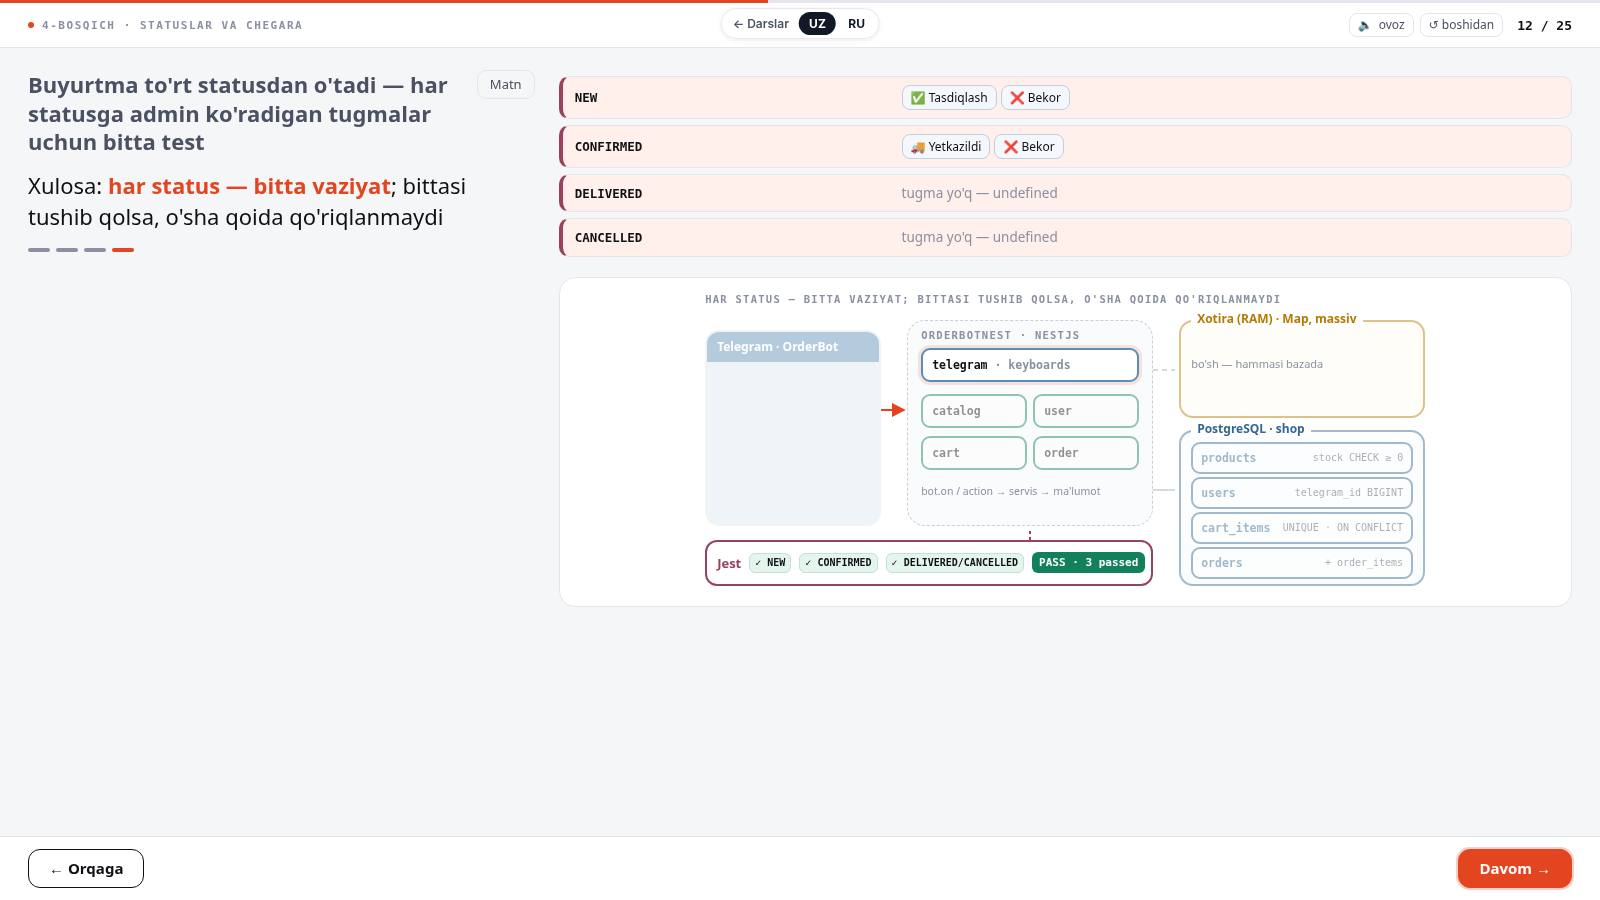 4-BOSQICH · STATUSLAR VA CHEGARA
← Darslar UZ RU
🔈 ovoz ↺ boshidan 12 / 25
Buyurtma to'rt statusdan o'tadi — har
statusga admin ko'radigan tugmalar
uchun bitta test
Matn
Xulosa: har status — bitta vaziyat; bittasi
tushib qolsa, o'sha qoida qo'riqlanmaydi
NEW ✅ Tasdiqlash ❌ Bekor
CONFIRMED 🚚 Yetkazildi ❌ Bekor
DELIVERED tugma yo'q — undefined
CANCELLED tugma yo'q — undefined
HAR STATUS — BITTA VAZIYAT; BITTASI TUSHIB QOLSA, O'SHA QOIDA QO'RIQLANMAYDI
Telegram · OrderBot
ORDERBOTNEST · NESTJS
telegram · keyboards
catalog user
cart order
bot.on / action → servis → ma'lumot
Xotira (RAM) · Map, massiv
bo'sh — hammasi bazada
PostgreSQL · shop
products stock CHECK ≥ 0
users telegram_id BIGINT
cart_items UNIQUE · ON CONFLICT
orders + order_items
Jest ✓ NEW ✓ CONFIRMED ✓ DELIVERED/CANCELLED PASS · 3 passed
← Orqaga
Davom →